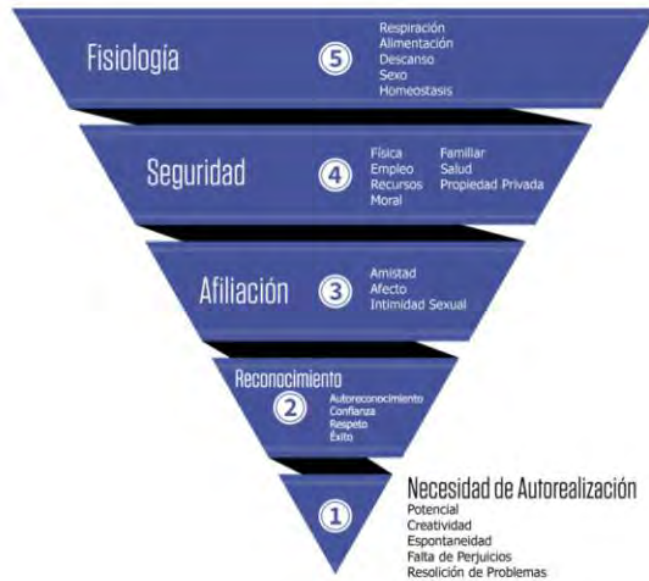 Fisiología
5
Respiración
Alimentación
Descanso
Sexo
Homeostasis
Seguridad
4
Física
Empleo
Recursos
Moral
Familiar
Salud
Propiedad Privada
Afiliación
3
Amistad
Afecto
Intimidad Sexual
Reconocimiento
2
Autoreconocimiento
Confianza
Respeto
Éxito
1
Necesidad de Autorealización
Potencial
Creatividad
Espontaneidad
Falta de Perjuicios
Resolición de Problemas